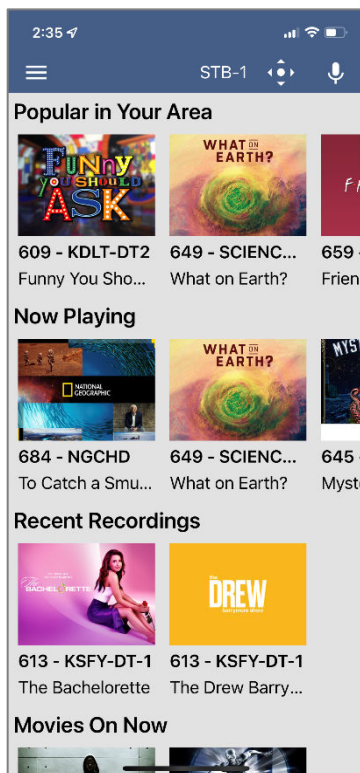 2:35
STB-1
Popular in Your Area
FUNNY
YOU SHOULD
ASK
WHAT ON
EARTH?
609 - KDLT-DT2
649 - SCIENC...
659 -
Funny You Sho...
What on Earth?
Frien
Now Playing
NATIONAL
GEOGRAPHIC
WHAT ON
EARTH?
MYS
684 - NGCHD
649 - SCIENC...
645 -
To Catch a Smu...
What on Earth?
Myst
Recent Recordings
The
BACHELORETTE
The
DREW
Barrymore Show
613 - KSFY-DT-1
613 - KSFY-DT-1
The Bachelorette
The Drew Barry...
Movies On Now